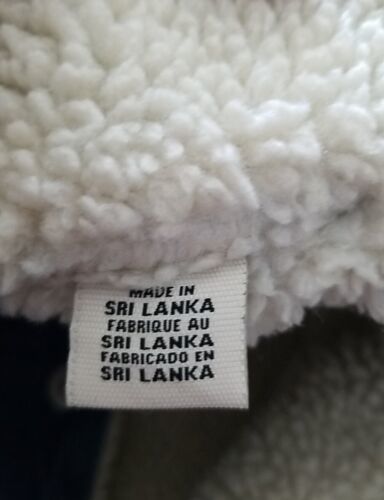 MADE IN
SRI LANKA
FABRIQUE AU
SRI LANKA
FABRICADO EN
SRI LANKA